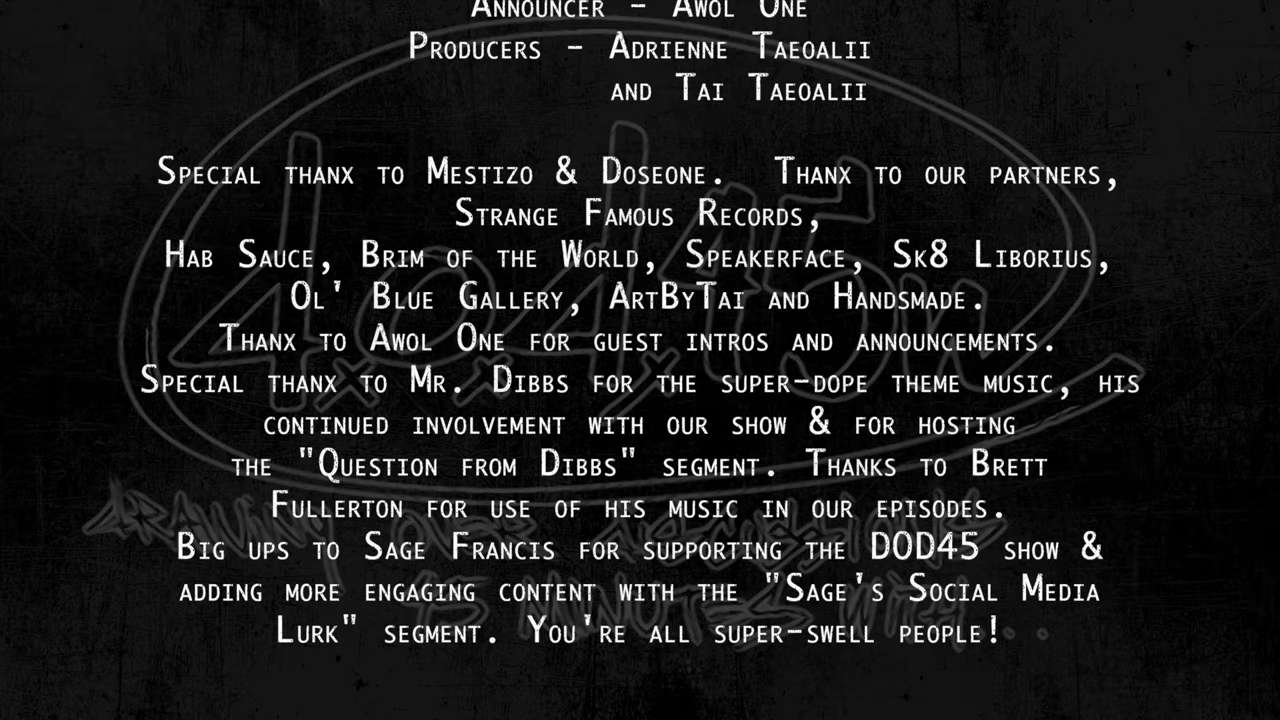 Announcer - Awol One
Producers - Adrienne Taeoalii
and Tai Taeoalii
Special thanx to Mestizo & Doseone. Thanx to our partners,
Strange Famous Records,
Hab Sauce, Brim of the World, Speakerface, Sk8 Liborius,
Ol' Blue Gallery, ArtByTai and Handsmade.
Thanx to Awol One for guest intros and announcements.
Special thanx to Mr. Dibbs for the super-dope theme music, his
continued involvement with our show & for hosting
the "Question from Dibbs" segment. Thanks to Brett
Fullerton for use of his music in our episodes.
Big ups to Sage Francis for supporting the DOD45 show &
adding more engaging content with the "Sage's Social Media
Lurk" segment. You're all super-swell people!